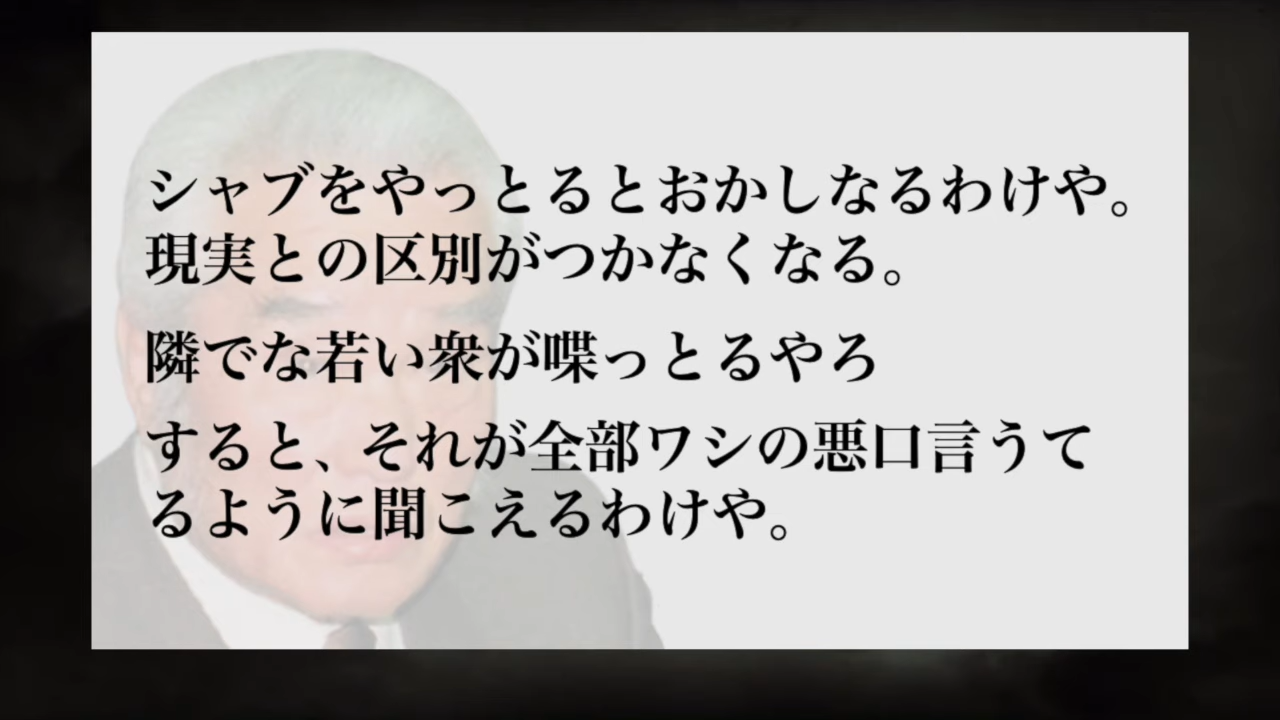 シャブをやっとるとおかしなるわけや。
現実との区別がつかなくなる。
隣でな若い衆が喋っとるやろ
すると、それが全部ワシの悪口言うて
るように聞こえるわけや。